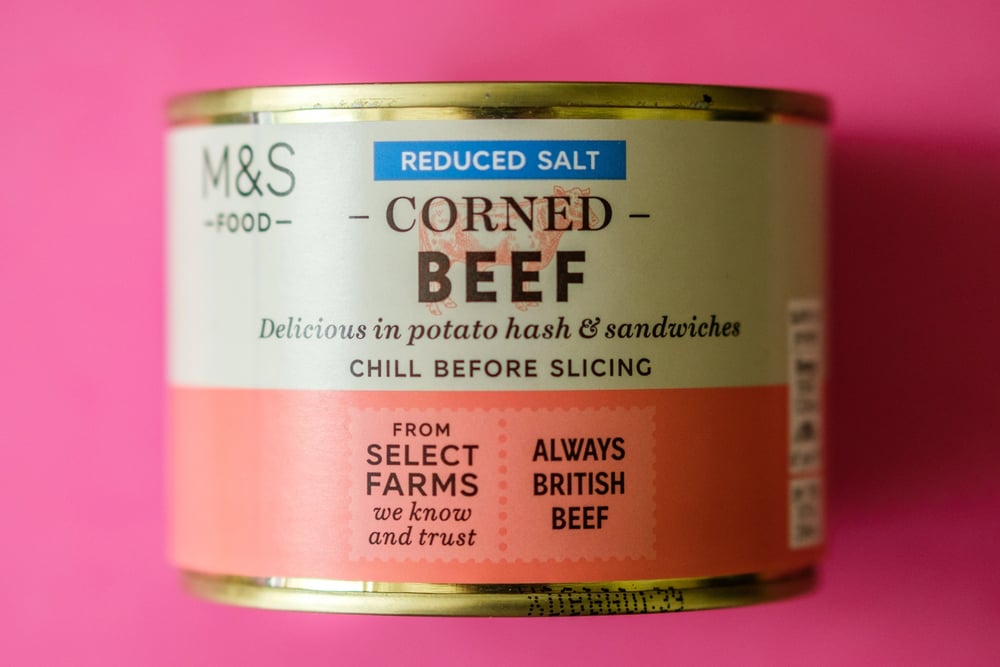 M&S
FOOD
REDUCED SALT
CORNED
BEEF
Delicious in potato hash & sandwiches
CHILL BEFORE SLICING
FROM
SELECT
FARMS
we know
and trust
ALWAYS
BRITISH
BEEF